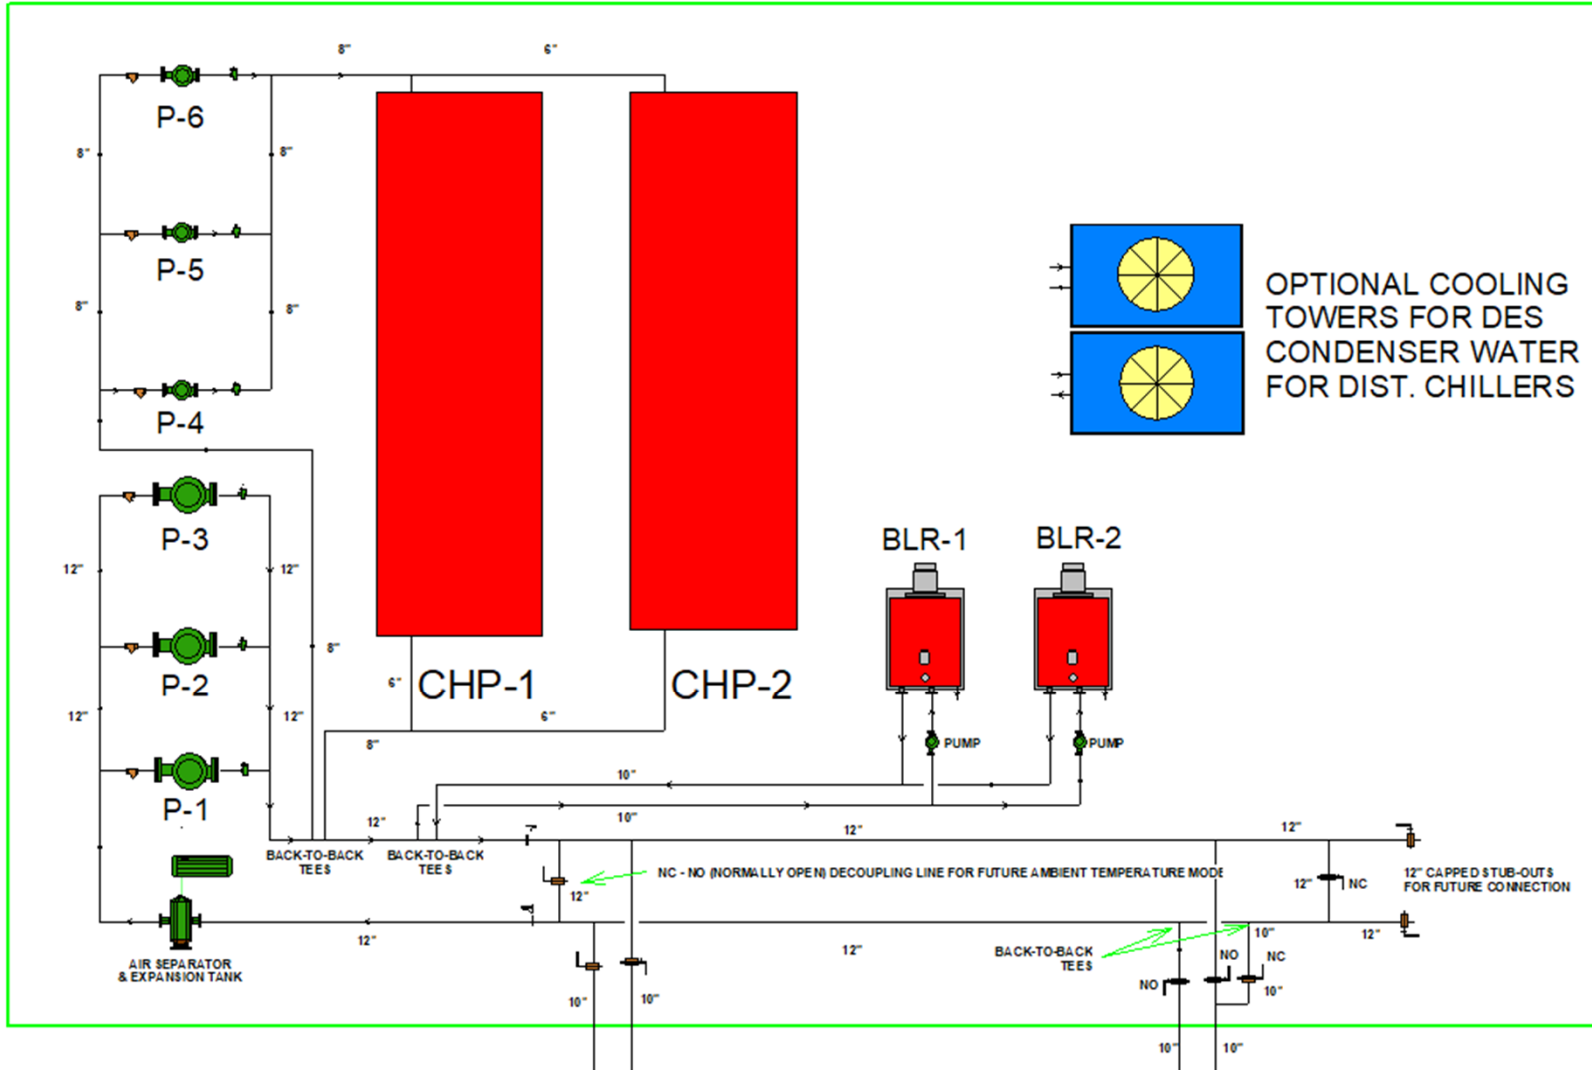 8" 6"
P-6
8" 8"
P-5
8" 8"
P-4
OPTIONAL COOLING
TOWERS FOR DES
CONDENSER WATER
FOR DIST. CHILLERS
P-3
BLR-1 BLR-2
12" 12"
8"
P-2
6" CHP-1 CHP-2
12" 12" 6"
8" PUMP PUMP
10"
P-1
12" 10" 12" 12"
BACK-TO-BACK
TEES
BACK-TO-BACK
TEES
NC - NO (NORMALLY OPEN) DECOUPLING LINE FOR FUTURE AMBIENT TEMPERATURE MODE
12"
12" NC
12" CAPPED STUB-OUTS
FOR FUTURE CONNECTION
12" 12" 10" 12"
BACK-TO-BACK
TEES
AIR SEPARATOR
& EXPANSION TANK
NO NC
NO
10" 10" 10"
10" 10"